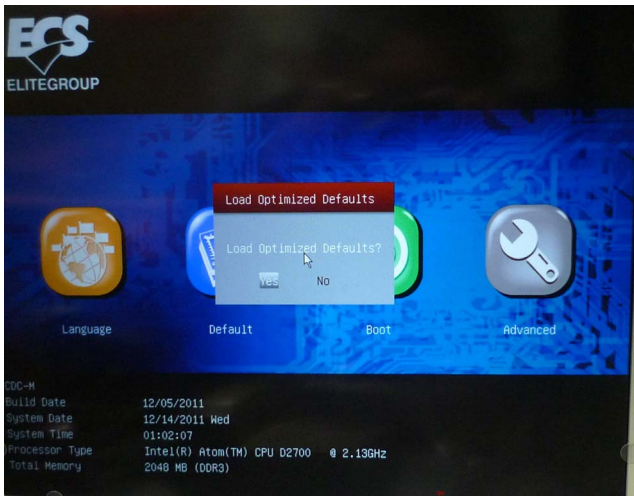 ECS
ELITEGROUP
Load Optimized Defaults
Load Optimized Defaults?
Yes No
Language Default Boot Advanced
CDC-M
Build Date 12/05/2011
System Date 12/14/2011 Wed
System Time 01:02:07
Processor Type Intel(R) Atom(TM) CPU D2700 @ 2.13GHz
Total Memory 2048 MB (DDR3)